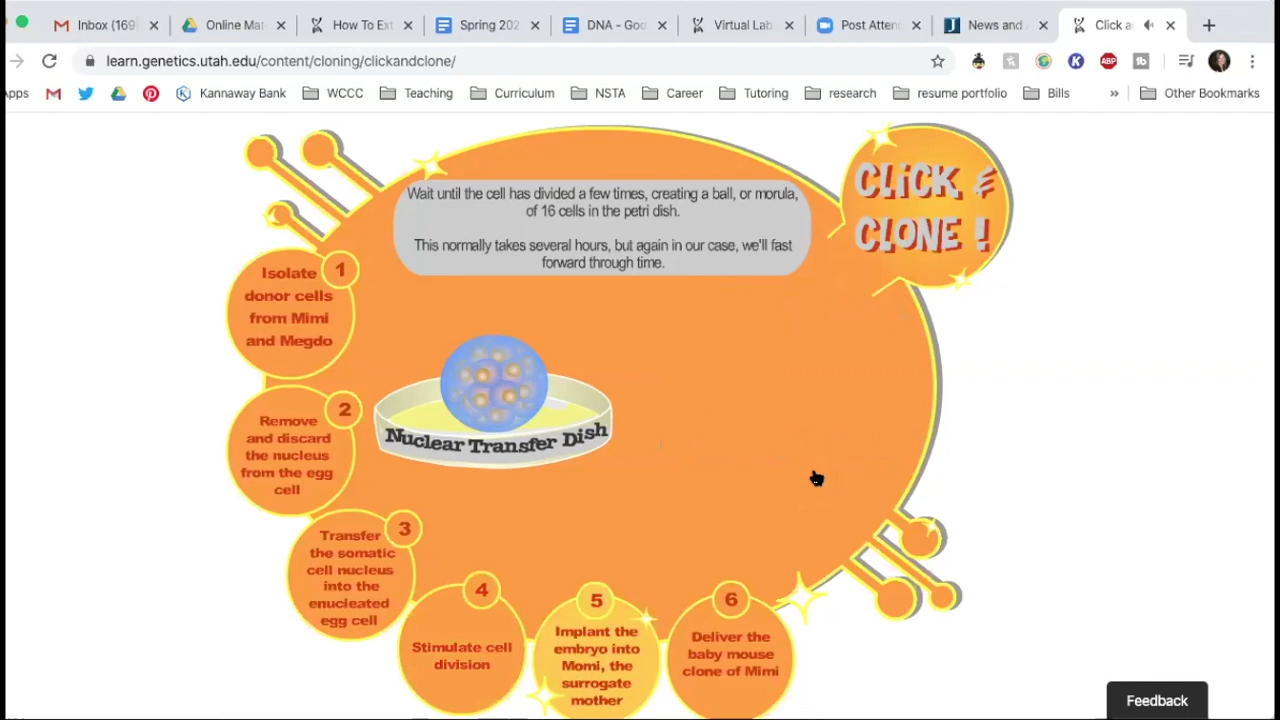 Inbox (169
Online Mat
How To Ext
Spring 202
DNA - Goo
Virtual Lab
Post Atten
News and
Click a
learn.genetics.utah.edu/content/cloning/clickandclone/
Apps
Kannaway Bank
WCCC
Teaching
Curriculum
NSTA
Career
Tutoring
research
resume portfolio
Bills
»
Other Bookmarks
CLiCK &
CLONE !
Wait until the cell has divided a few times, creating a ball, or morula,
of 16 cells in the petri dish.
This normally takes several hours, but again in our case, we'll fast
forward through time.
1
Isolate
donor cells
from Mimi
and Megdo
Nuclear Transfer Dish
2
Remove
and discard
the nucleus
from the egg
cell
3
Transfer
the somatic
cell nucleus
into the
enucleated
egg cell
4
Stimulate cell
division
5
Implant the
embryo into
Momi, the
surrogate
mother
6
Deliver the
baby mouse
clone of Mimi
Feedback